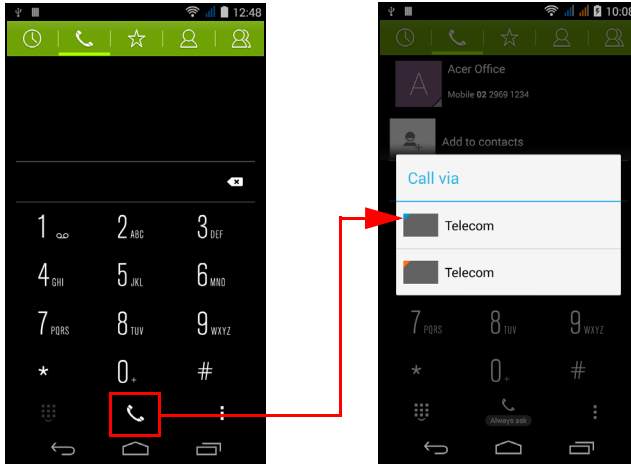 12:48
1
2 ABC
3 DEF
4 GHI
5 JKL
6 MNO
7 PQRS
8 TUV
9 WXYZ
*
0 +
#
10:08
Acer Office
Mobile 02 2969 1234
Add to contacts
Call via
Telecom
Telecom
7 PQRS
8 TUV
9 WXYZ
*
0 +
#
Always ask